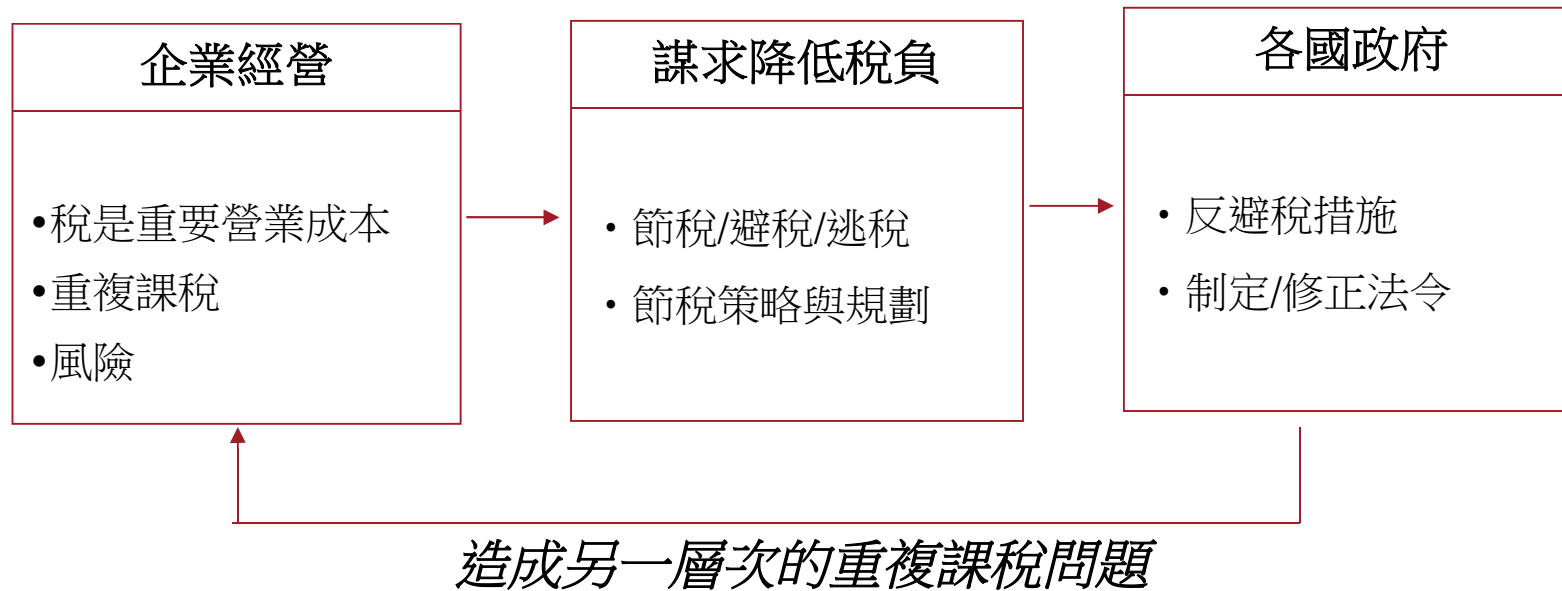 企業經營
•稅是重要營業成本
•重複課稅
•風險
謀求降低稅負
•節稅/避稅/逃稅
•節稅策略與規劃
各國政府
•反避稅措施
•制定/修正法令
造成另一層次的重複課稅問題